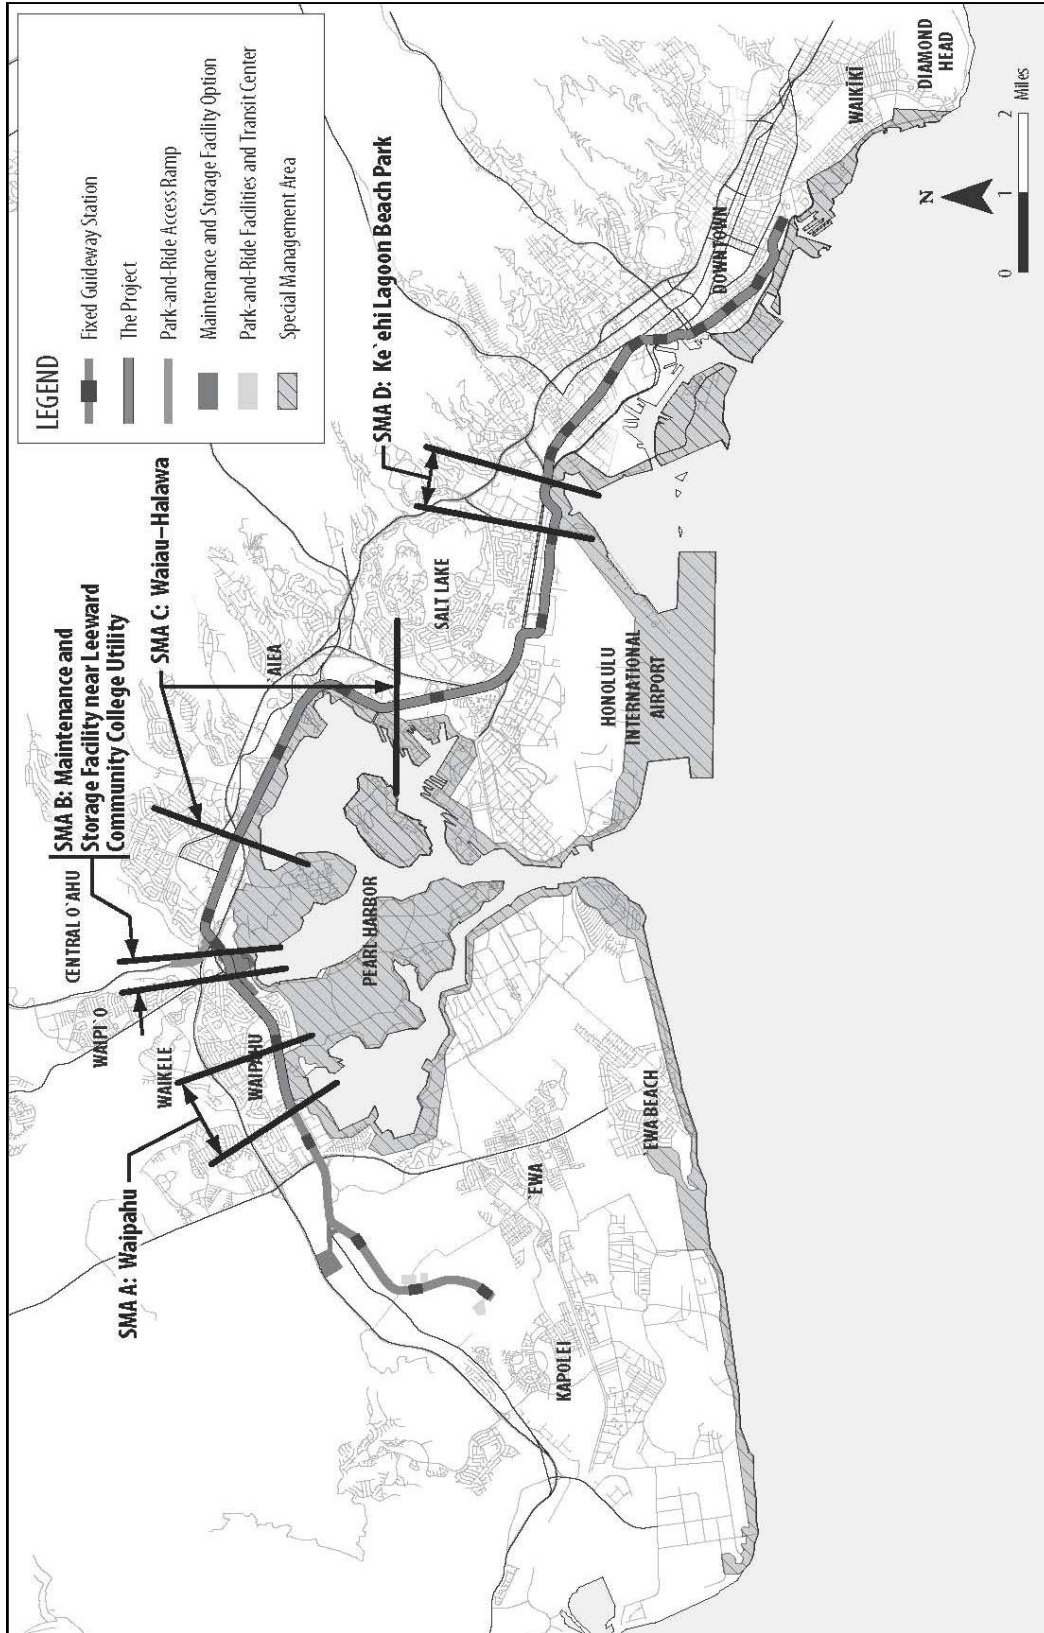 LEGEND
Fixed Guideway Station
The Project
Park-and-Ride Access Ramp
Maintenance and Storage Facility Option
Park-and-Ride Facilities and Transit Center
Special Management Area
SMA A: Waipahu
SMA B: Maintenance and
Storage Facility near Leeward
Community College Utility
SMA C: Waiau–Halawa
SMA D: Ke`ehi Lagoon Beach Park
CENTRAL O`AHU
WAIPI`O
WAIKELE
WAIPAHU
`AIEA
SALT LAKE
PEARL HARBOR
HONOLULU
INTERNATIONAL
AIRPORT
DOWNTOWN
WAIKĪKĪ
DIAMOND
HEAD
`EWA
`EWA BEACH
KAPOLEI
N
0 1 2
Miles